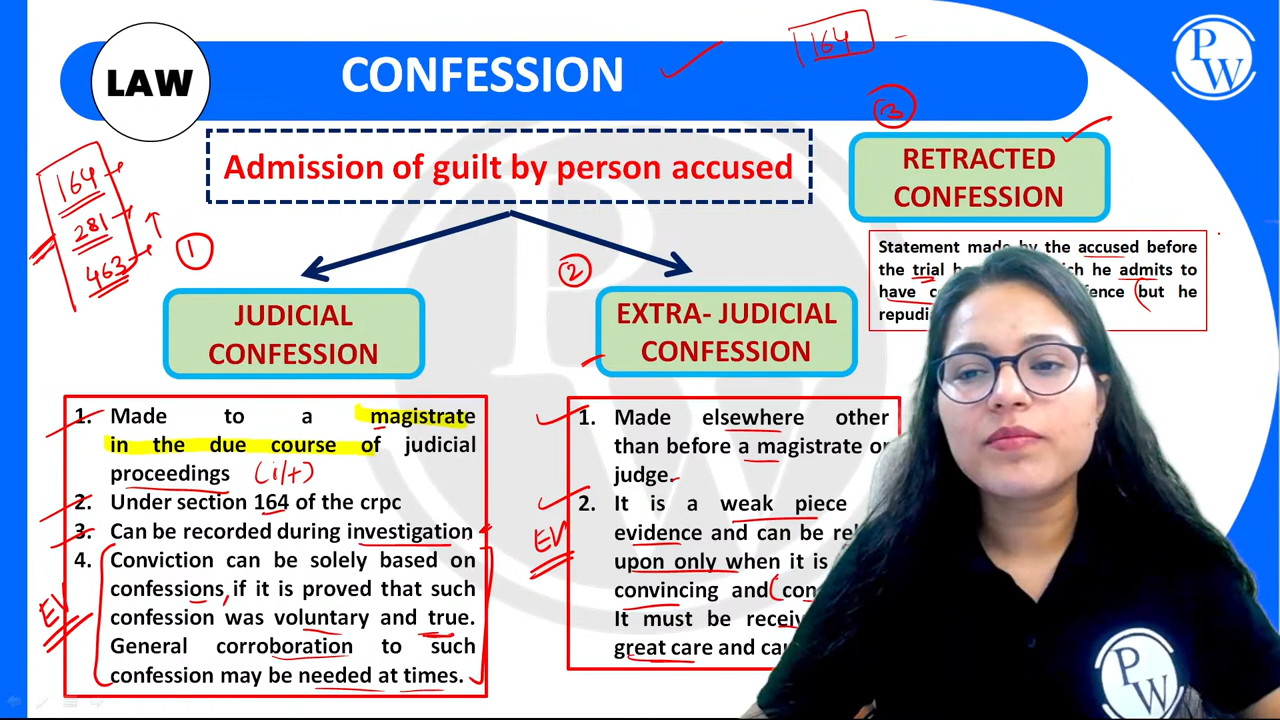 LAW
CONFESSION
164
PW
Admission of guilt by person accused
3
RETRACTED
CONFESSION
Statement made by the accused before
the trial which he admits to
have offence but he
164
281
463
1
2
JUDICIAL
CONFESSION
EXTRA- JUDICIAL
CONFESSION
1. Made to a magistrate
in the due course of judicial
proceedings (i/t)
2. Under section 164 of the crpc
3. Can be recorded during investigation
4. Conviction can be solely based on
confessions, if it is proved that such
confession was voluntary and true.
General corroboration to such
confession may be needed at times.
EV
1. Made elsewhere other
than before a magistrate or
judge.
2. It is a weak piece
evidence and can be
upon only when it is
convincing and
It must be
great care and
EV
PW